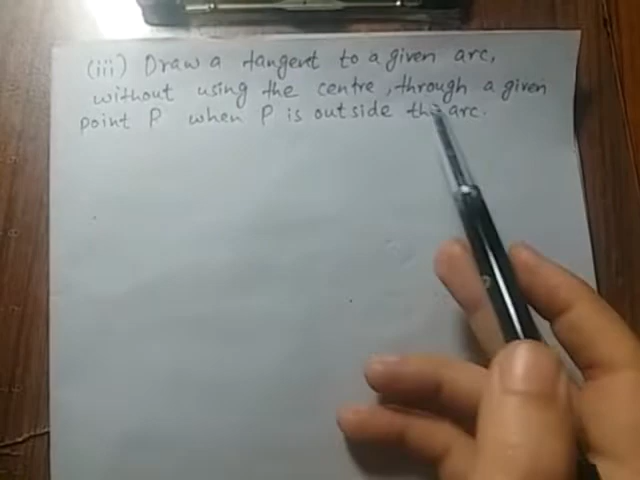 (iii) Draw a tangent to a given arc,
without using the centre, through a given
point P when P is outside the arc.